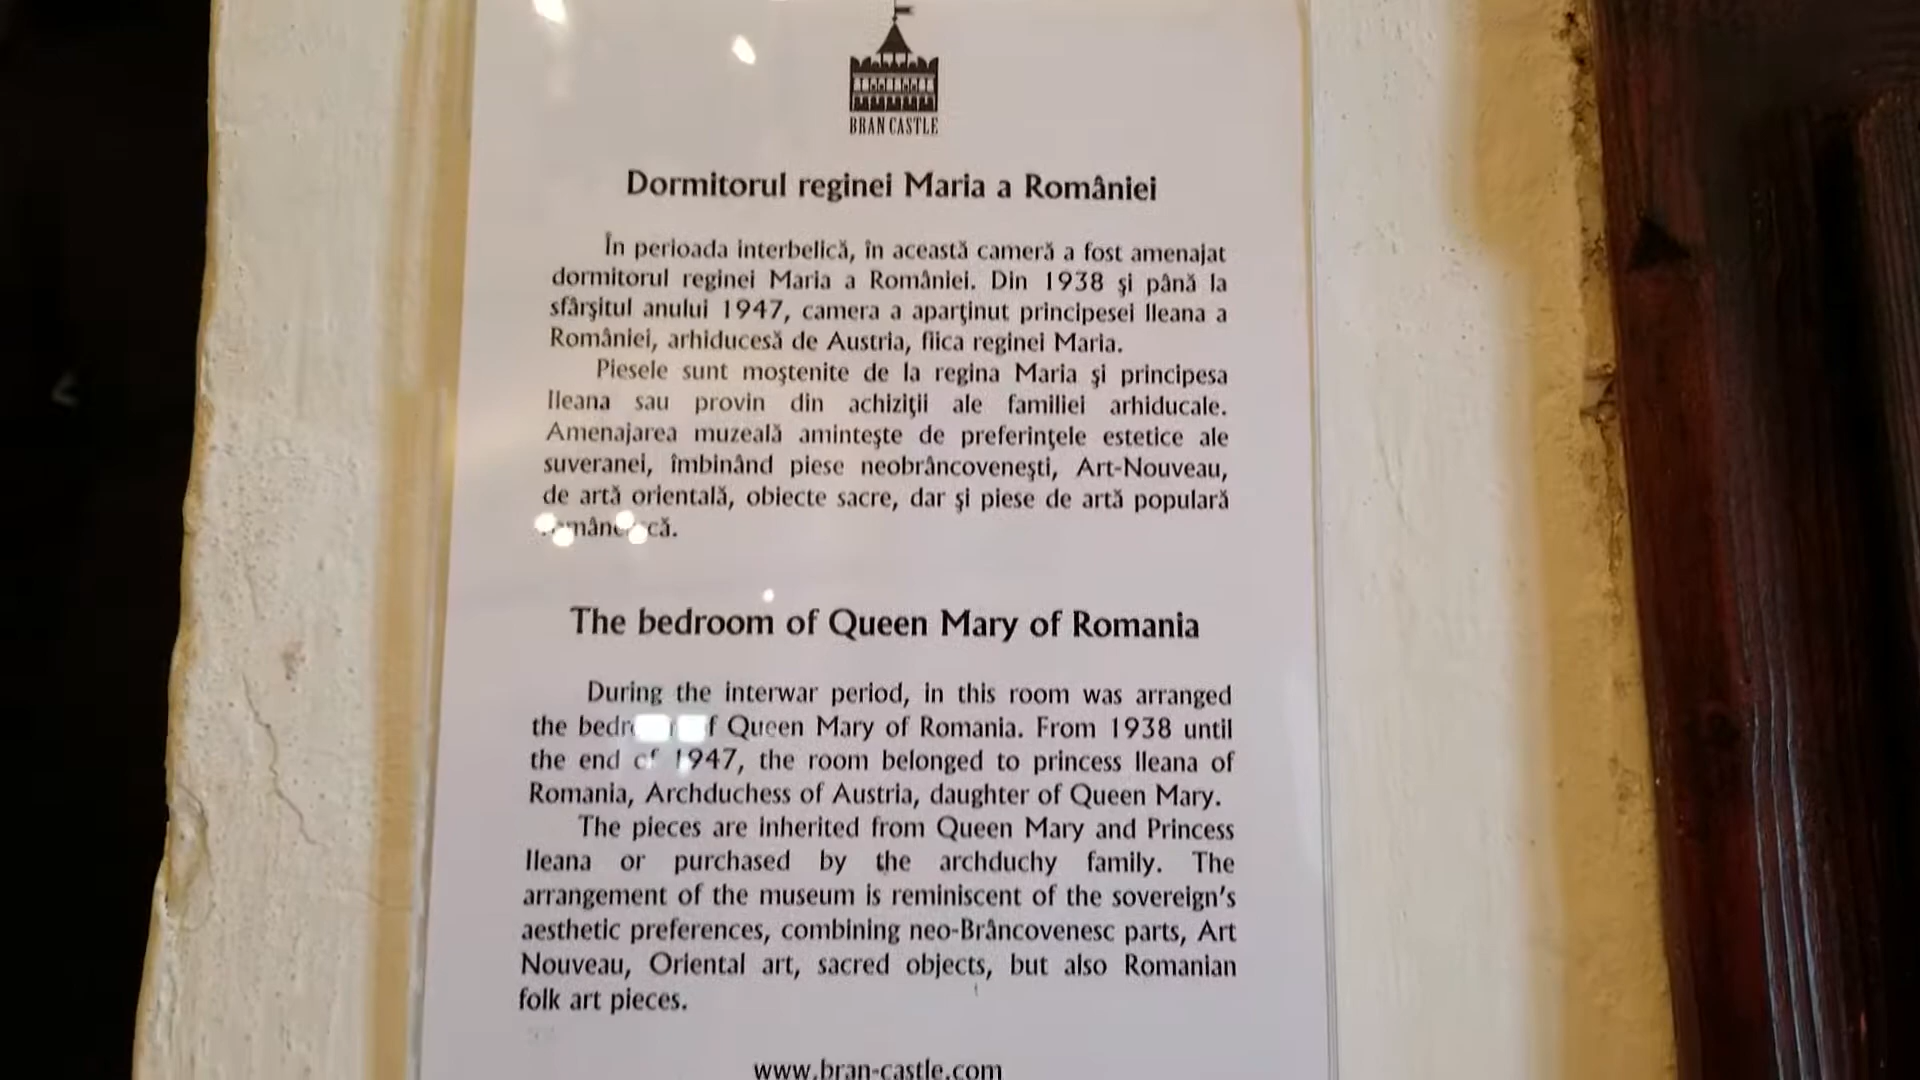 BRAN CASTLE
Dormitorul reginei Maria a României
În perioada interbelică, în această cameră a fost amenajat
dormitorul reginei Maria a României. Din 1938 şi până la
sfârşitul anului 1947, camera a aparţinut principesei Ileana a
României, arhiducesă de Austria, fiica reginei Maria.
Piesele sunt moştenite de la regina Maria şi principesa
Ileana sau provin din achiziţii ale familiei arhiducale.
Amenajarea muzeală aminteşte de preferinţele estetice ale
suveranei, îmbinând piese neobrâncoveneşti, Art-Nouveau,
de artă orientală, obiecte sacre, dar şi piese de artă populară
The bedroom of Queen Mary of Romania
During the interwar period, in this room was arranged
the of Queen Mary of Romania. From 1938 until
the end of 1947, the room belonged to princess Ileana of
Romania, Archduchess of Austria, daughter of Queen Mary.
The pieces are inherited from Queen Mary and Princess
Ileana or purchased by the archduchy family. The
arrangement of the museum is reminiscent of the sovereign's
aesthetic preferences, combining neo-Brâncovenesc parts, Art
Nouveau, Oriental art, sacred objects, but also Romanian
folk art pieces.
www.bran-castle.com